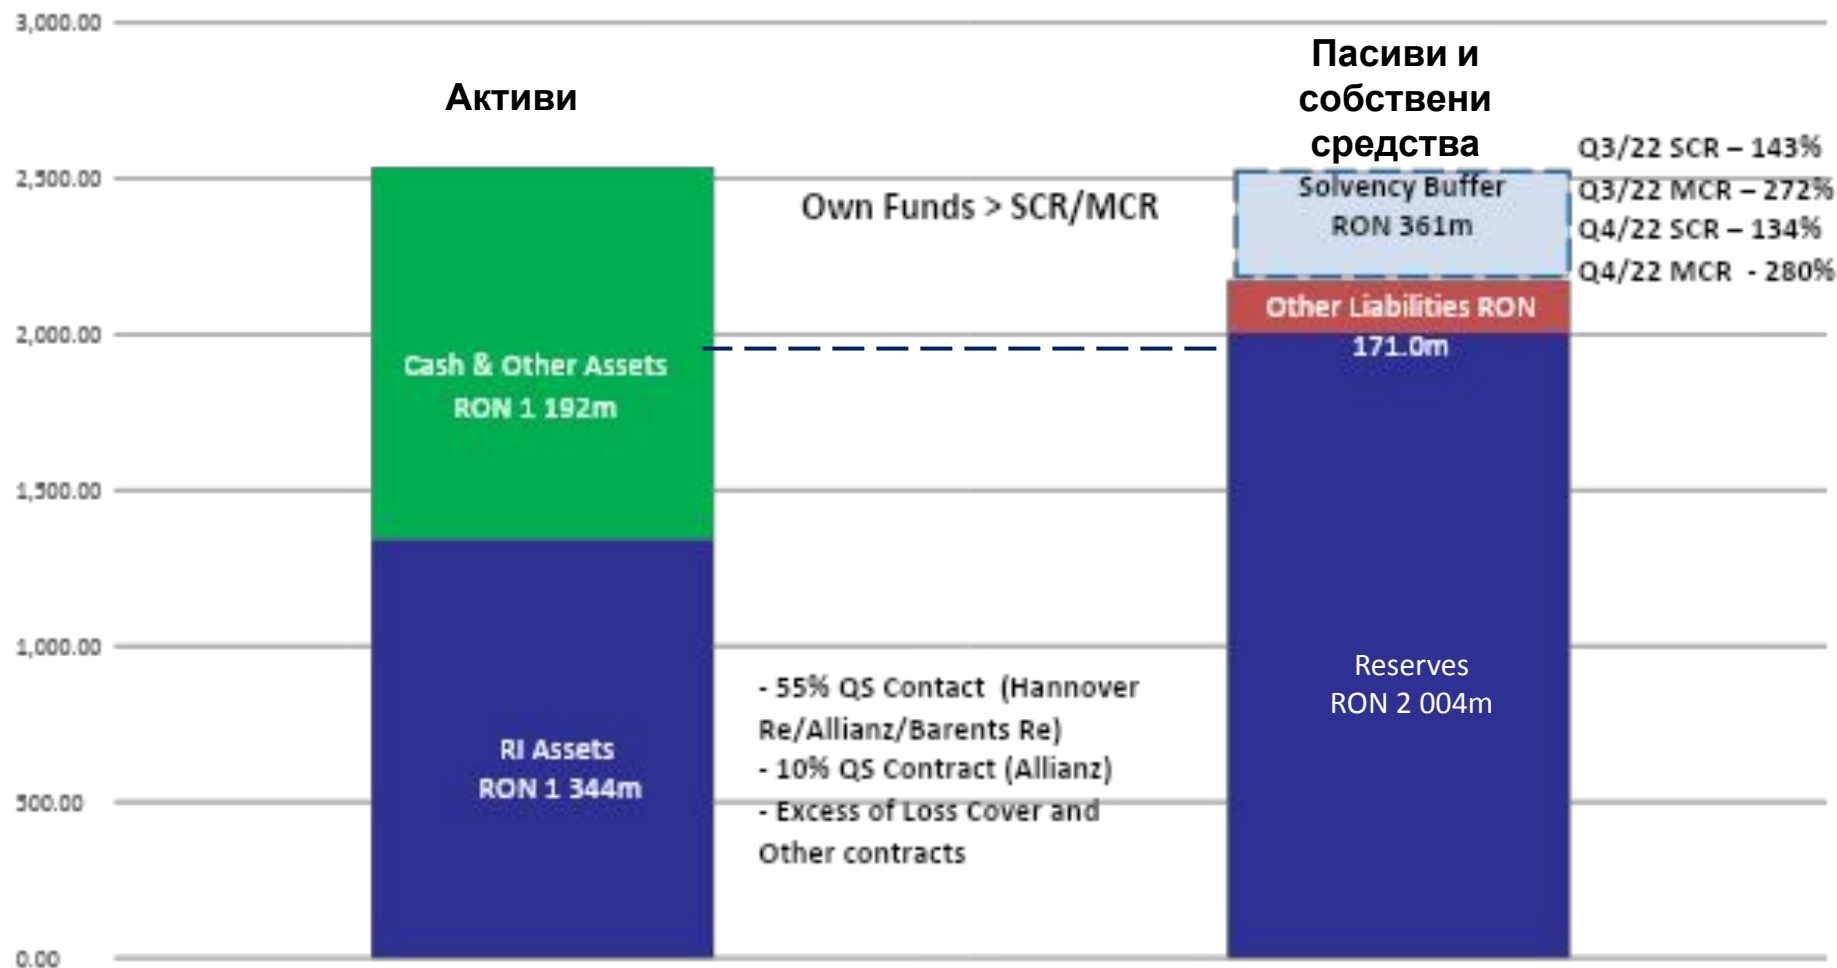 3,000.00
2,500.00
2,000.00
1,500.00
1,000.00
500.00
0.00
Активи
Cash & Other Assets
RON 1 192m
RI Assets
RON 1 344m
Own Funds > SCR/MCR
- 55% QS Contact (Hannover
Re/Allianz/Barents Re)
- 10% QS Contract (Allianz)
- Excess of Loss Cover and
Other contracts
Пасиви и
собствени
средства
Solvency Buffer
RON 361m
Other Liabilities RON
171.0m
Reserves
RON 2 004m
Q3/22 SCR – 143%
Q3/22 MCR – 272%
Q4/22 SCR – 134%
Q4/22 MCR - 280%